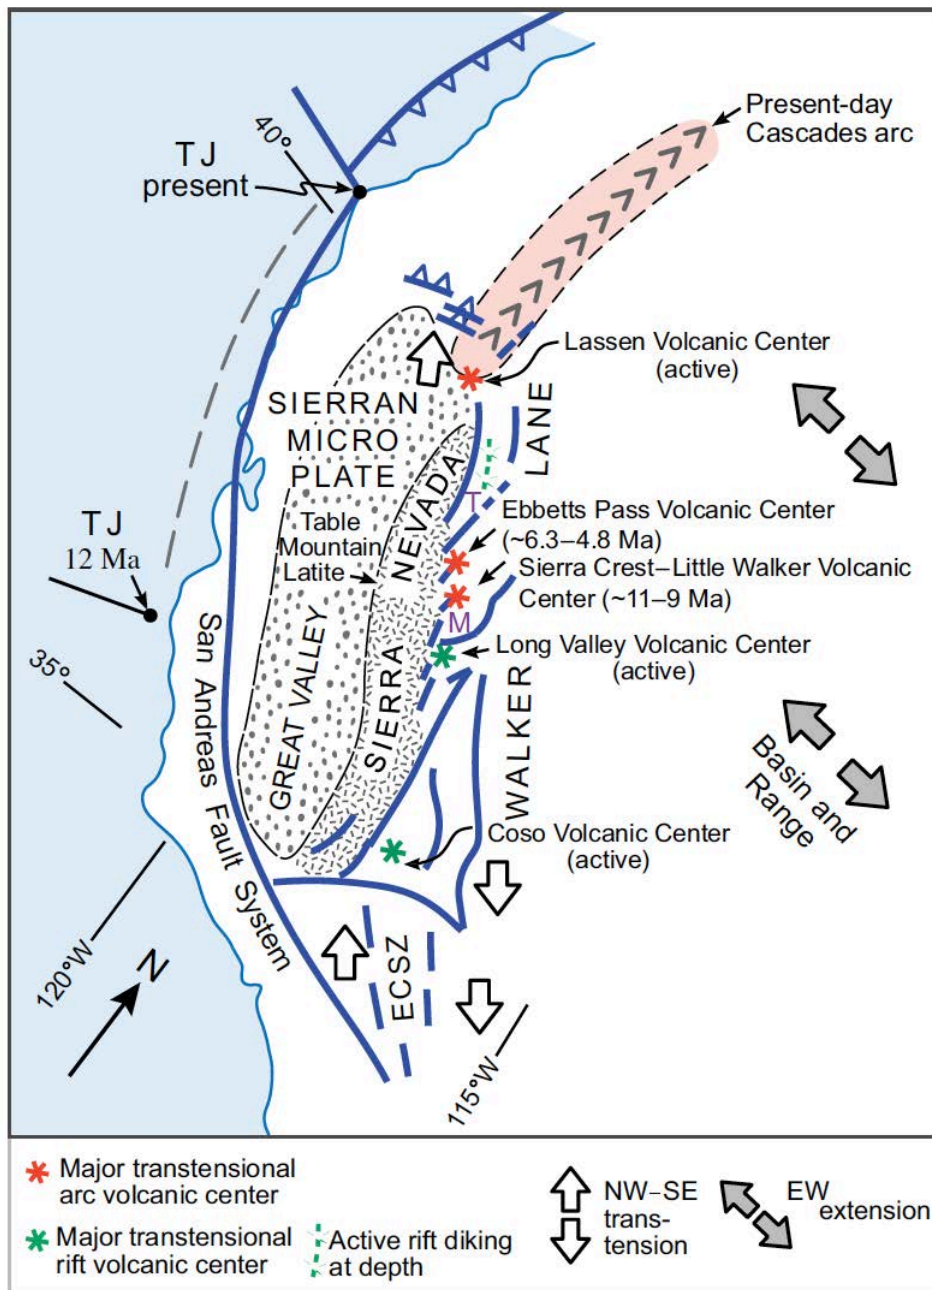 Present-day
Cascades arc
40°
TJ
present
Lassen Volcanic Center
(active)
SIERRAN
MICRO
PLATE
LANE
NEVADA
T
Ebbetts Pass Volcanic Center
(~6.3–4.8 Ma)
Table
Mountain
Latite
Sierra Crest–Little Walker Volcanic
Center (~11–9 Ma)
TJ
12 Ma
M
Long Valley Volcanic Center
(active)
35°
San Andreas Fault System
GREAT VALLEY
SIERRA
WALKER
Basin and
Range
Coso Volcanic Center
(active)
120°W
N
ECSZ
115°W
Major transtensional
arc volcanic center
Major transtensional
rift volcanic center
Active rift diking
at depth
NW–SE
trans-
tension
EW
extension